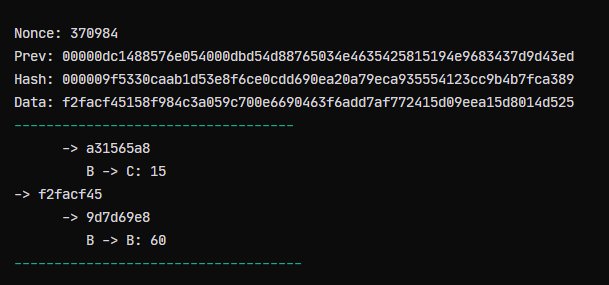 Nonce: 370984
Prev: 00000dc1488576e054000dbd54d88765034e4635425815194e9683437d9d43ed
Hash: 000009f5330caab1d53e8f6ce0cdd690ea20a79eca935554123cc9b4b7fca389
Data: f2facf45158f984c3a059c700e6690463f6add7af772415d09eea15d8014d525
-----------------------------------
-> a31565a8
B -> C: 15
-> f2facf45
-> 9d7d69e8
B -> B: 60
------------------------------------